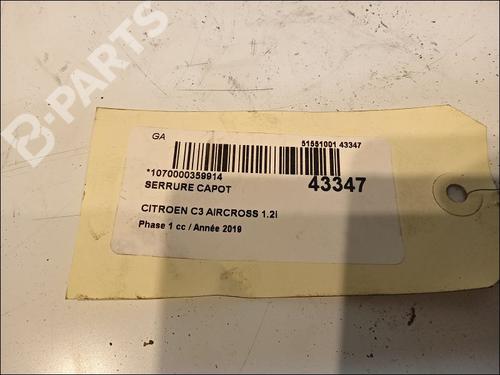 B-PARTS
GA
51551001 43347
*1070000359914
SERRURE CAPOT
43347
CITROEN C3 AIRCROSS 1.2i
Phase 1 cc / Année 2019